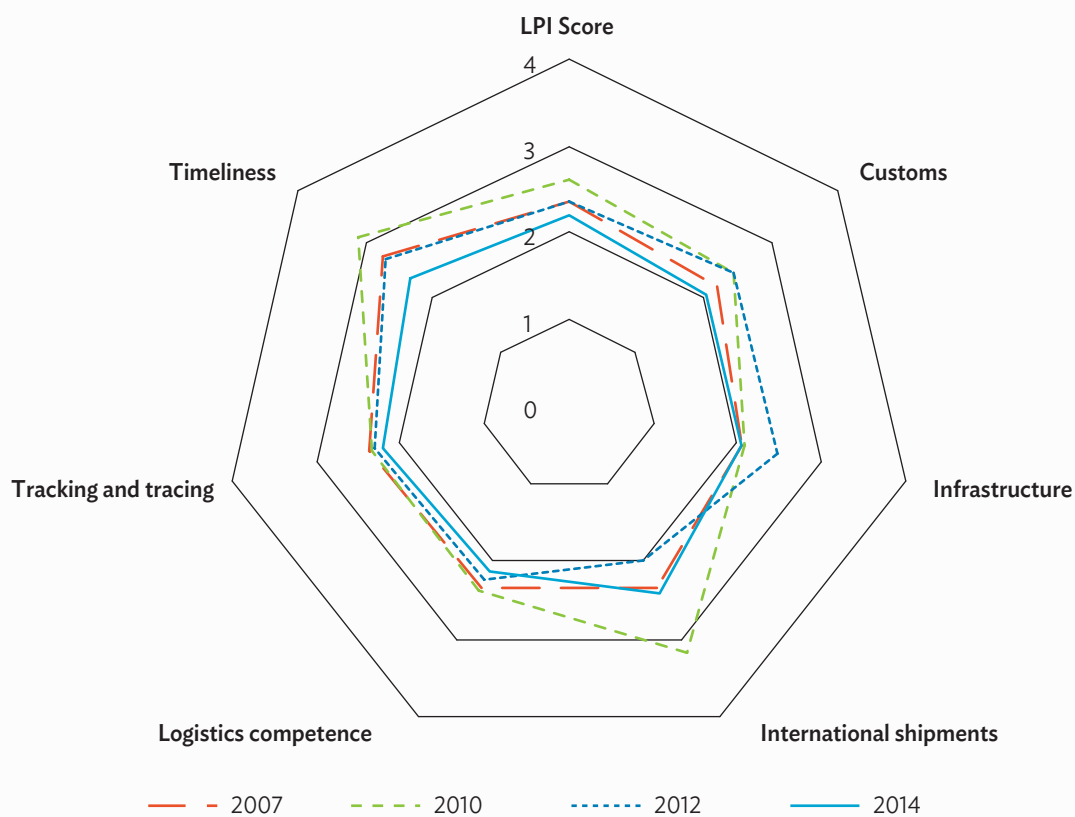 LPI Score
4
Timeliness
Customs
3
2
1
0
Tracking and tracing
Infrastructure
Logistics competence
International shipments
2007
2010
2012
2014